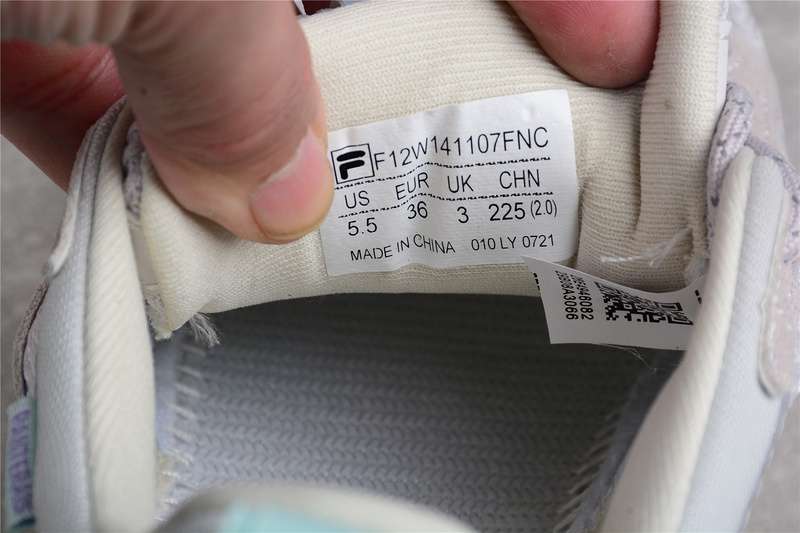 F12W141107FNC
US EUR UK CHN
5.5 36 3 225 (2.0)
MADE IN CHINA 010 LY 0721